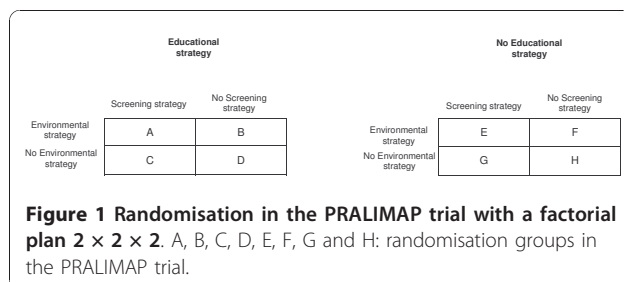 Educational
strategy
No Educational
strategy
Screening strategy
No Screening
strategy
Environmental
strategy
A B
No Environmental
strategy
C D
Screening strategy
No Screening
strategy
Environmental
strategy
E F
No Environmental
strategy
G H
Figure 1 Randomisation in the PRALIMAP trial with a factorial
plan 2 × 2 × 2. A, B, C, D, E, F, G and H: randomisation groups in
the PRALIMAP trial.